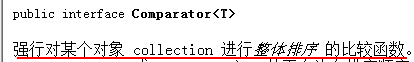 public interface Comparator<T>
强行对某个对象 collection 进行整体排序 的比较函数。